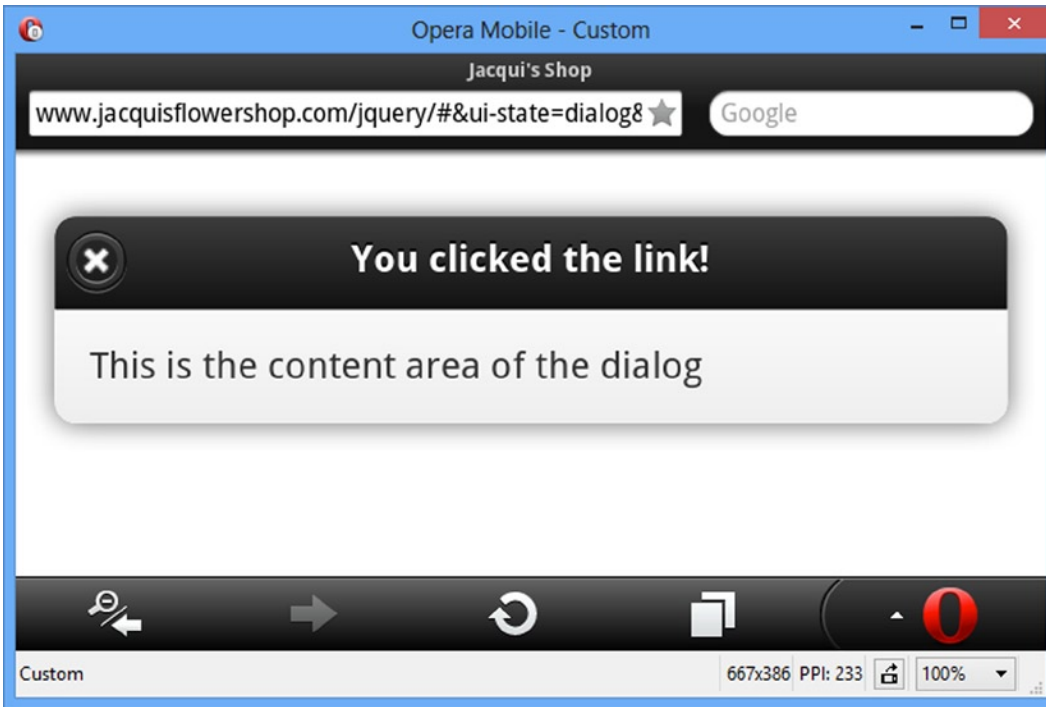 Opera Mobile - Custom
Jacqui's Shop
www.jacquisflowershop.com/jquery/#&ui-state=dialog&
Google
You clicked the link!
This is the content area of the dialog
Custom
667x386 PPI: 233
100%